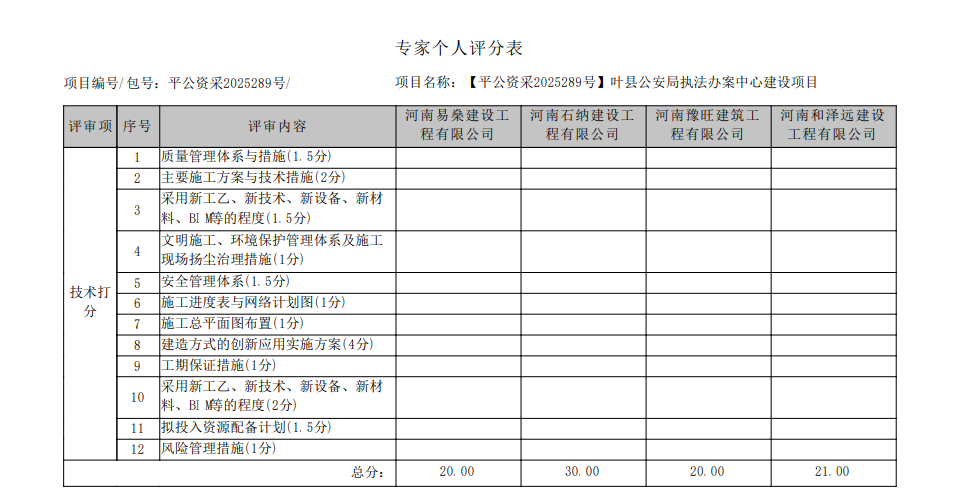 专家个人评分表
项目编号/包号：平公资采2025289号/
项目名称：【平公资采2025289号】叶县公安局执法办案中心建设项目
评审项 序号 评审内容 河南易燊建设工程有限公司 河南石纳建设工程有限公司 河南豫旺建筑工程有限公司 河南和泽远建设工程有限公司
技术打分
1 质量管理体系与措施(1.5分)
2 主要施工方案与技术措施(2分)
3 采用新工乙、新技术、新设备、新材
料、BIM等的程度(1.5分)
4 文明施工、环境保护管理体系及施工
现场扬尘治理措施(1分)
5 安全管理体系(1.5分)
6 施工进度表与网络计划图(1分)
7 施工总平面图布置(1分)
8 建造方式的创新应用实施方案(4分)
9 工期保证措施(1分)
10 采用新工乙、新技术、新设备、新材
料、BIM等的程度(2分)
11 拟投入资源配备计划(1.5分)
12 风险管理措施(1分)
总分： 20.00 30.00 20.00 21.00